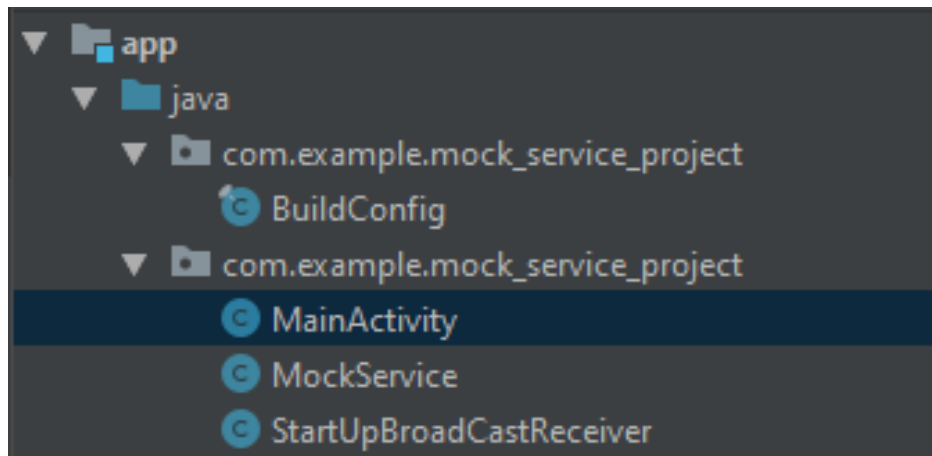 app
java
com.example.mock_service_project
BuildConfig
com.example.mock_service_project
MainActivity
MockService
StartUpBroadCastReceiver